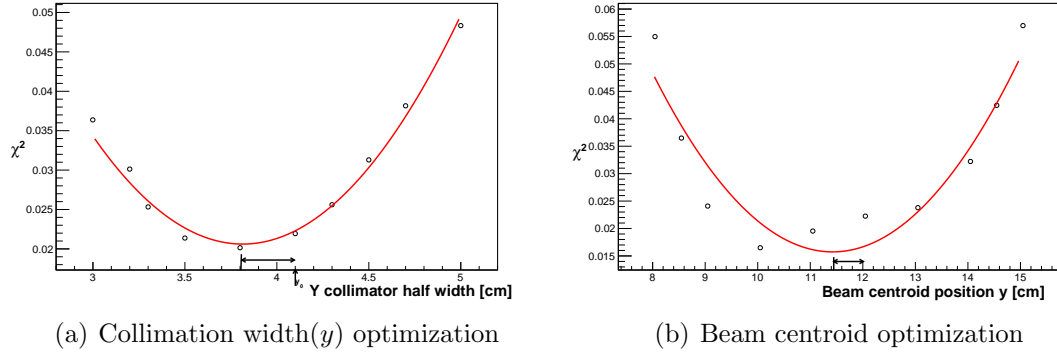 0.05
0.045
0.04
0.035
χ²
0.03
0.025
0.02
3 3.5 4 4.5 5
y₀
Y collimator half width [cm]
(a) Collimation width(y) optimization
0.06
0.055
0.05
0.045
0.04
0.035
χ²
0.03
0.025
0.02
0.015
8 9 10 11 12 13 14 15
Beam centroid position y [cm]
(b) Beam centroid optimization